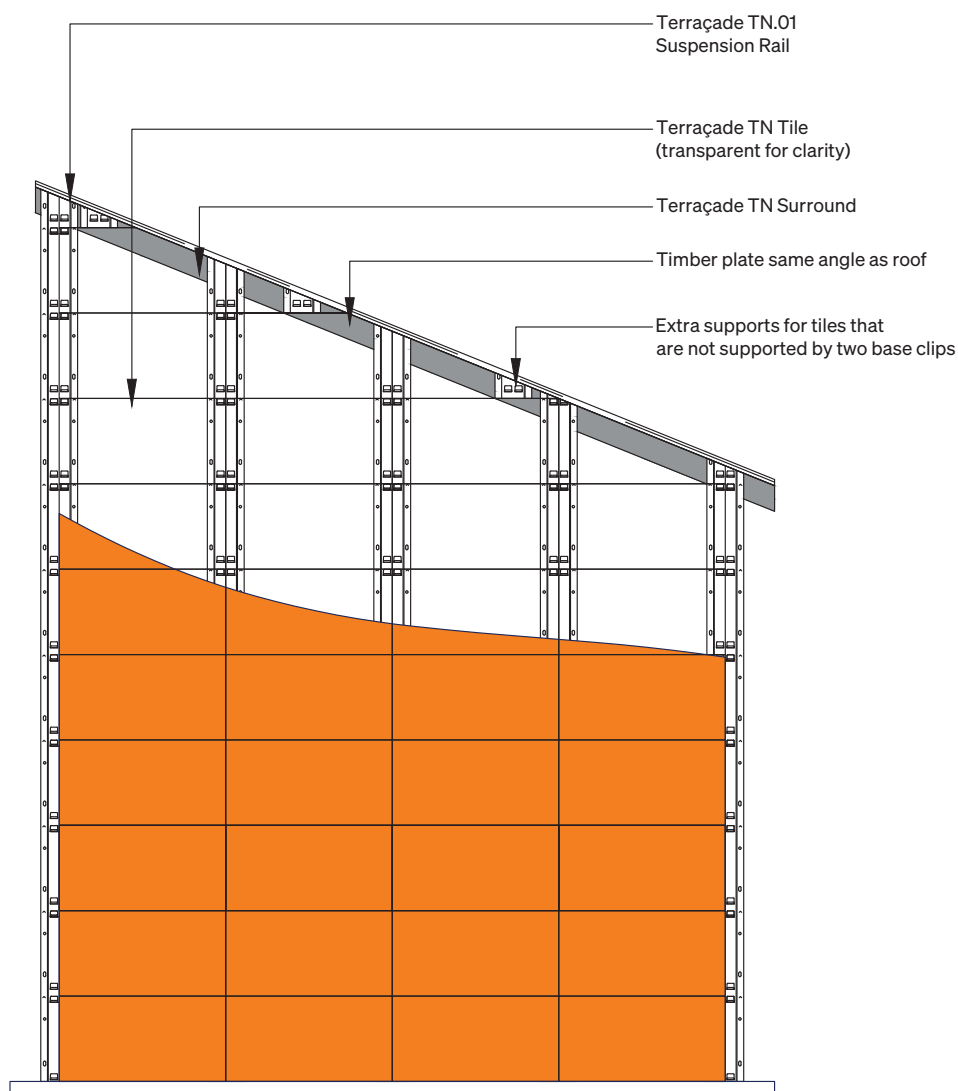 Terraçade TN.01
Suspension Rail
Terraçade TN Tile
(transparent for clarity)
Terraçade TN Surround
Timber plate same angle as roof
Extra supports for tiles that
are not supported by two base clips